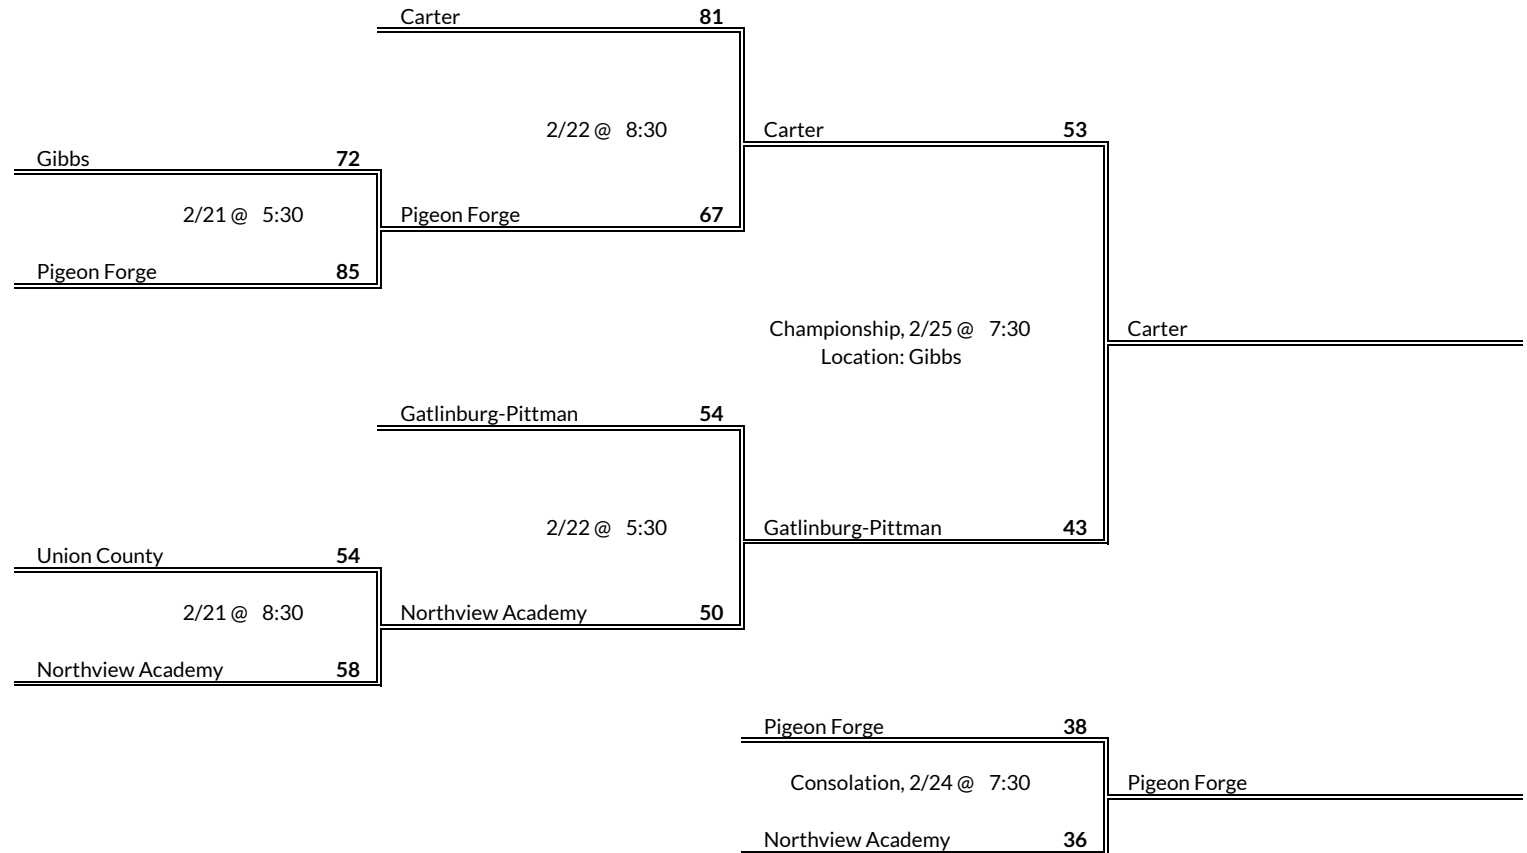 Carter 81
2/22 @ 8:30
Carter 53
Gibbs 72
2/21 @ 5:30
Pigeon Forge 67
Pigeon Forge 85
Championship, 2/25 @ 7:30
Location: Gibbs
Carter
Gatlinburg-Pittman 54
2/22 @ 5:30
Gatlinburg-Pittman 43
Union County 54
2/21 @ 8:30
Northview Academy 50
Northview Academy 58
Pigeon Forge 38
Consolation, 2/24 @ 7:30
Pigeon Forge
Northview Academy 36